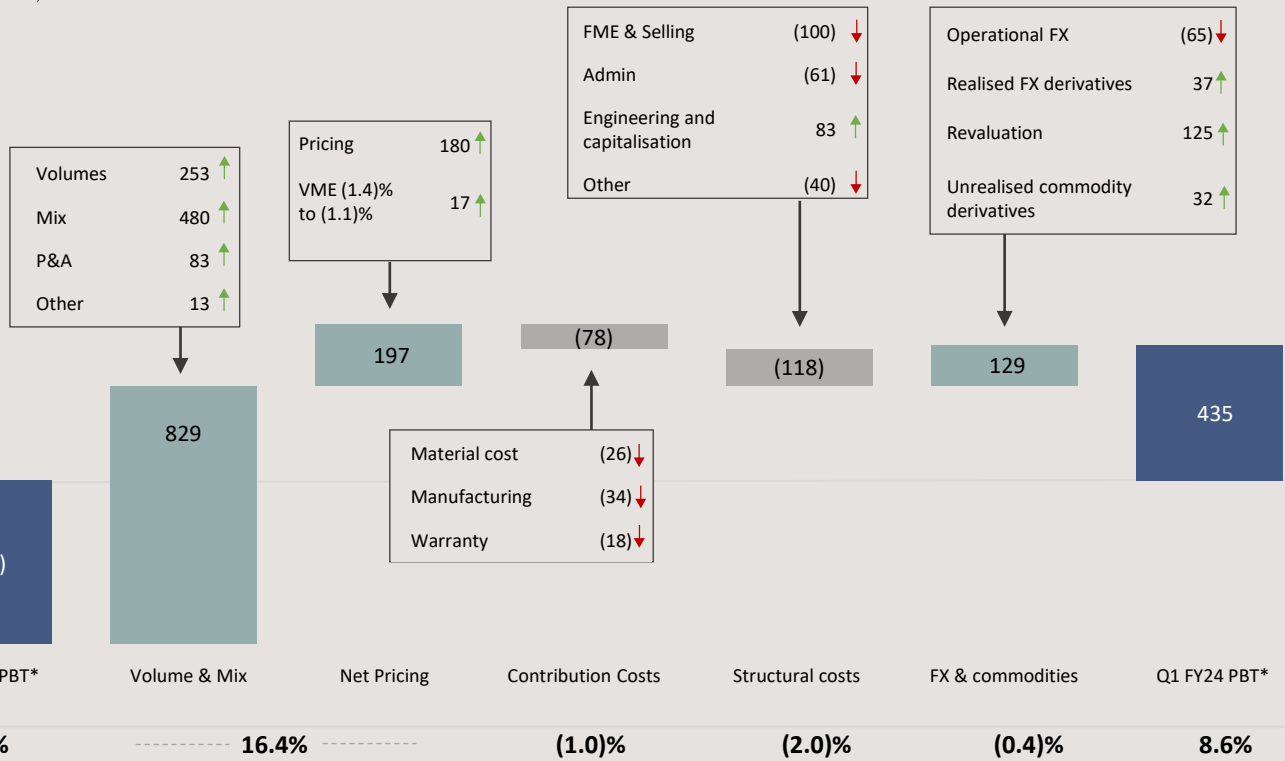 FME & Selling (100)
Admin (61)
Engineering and
capitalisation 83
Other (40)
Operational FX (65)
Realised FX derivatives 37
Revaluation 125
Unrealised commodity
derivatives 32
Pricing 180
VME (1.4)%
to (1.1)% 17
Volumes 253
Mix 480
P&A 83
Other 13
197
(78)
(118)
129
435
829
Material cost (26)
Manufacturing (34)
Warranty (18)
)
PBT* Volume & Mix Net Pricing Contribution Costs Structural costs FX & commodities Q1 FY24 PBT*
% 16.4% (1.0)% (2.0)% (0.4)% 8.6%